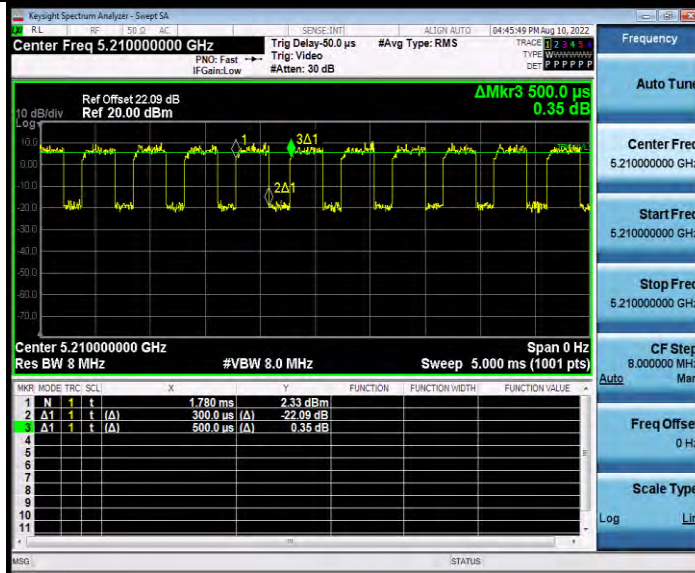 Keysight Spectrum Analyzer - Swept SA
RL RF 50 Ω AC SENSE:INT ALIGN AUTO 04:45:49 PM Aug 10, 2022
Center Freq 5.210000000 GHz
Trig Delay-50.0 µs #Avg Type: RMS
TRACE 1 2 3 4 5 6
PNO: Fast Trig: Video
TYPE W
IFGain:Low #Atten: 30 dB
DET P P P P P P
Frequency
Auto Tune
Center Freq
5.210000000 GHz
Start Freq
5.210000000 GHz
Stop Freq
5.210000000 GHz
CF Step
8.000000 MHz
Auto Man
Freq Offset
0 Hz
Scale Type
Log Lin
ΔMkr3 500.0 µs
0.35 dB
Ref Offset 22.09 dB
10 dB/div Ref 20.00 dBm
Log
10.0
0.00
-10.0
-20.0
-30.0
-40.0
-50.0
-60.0
-70.0
1
3Δ1
2Δ1
Center 5.210000000 GHz Span 0 Hz
Res BW 8 MHz #VBW 8.0 MHz Sweep 5.000 ms (1001 pts)
MKR MODE TRC SCL X Y FUNCTION FUNCTION WIDTH FUNCTION VALUE
1 N 1 t 1.780 ms 2.33 dBm
2 Δ1 1 t (Δ) 300.0 µs (Δ) -22.09 dB
3 Δ1 1 t (Δ) 500.0 µs (Δ) 0.35 dB
4
5
6
7
8
9
10
11
MSG STATUS